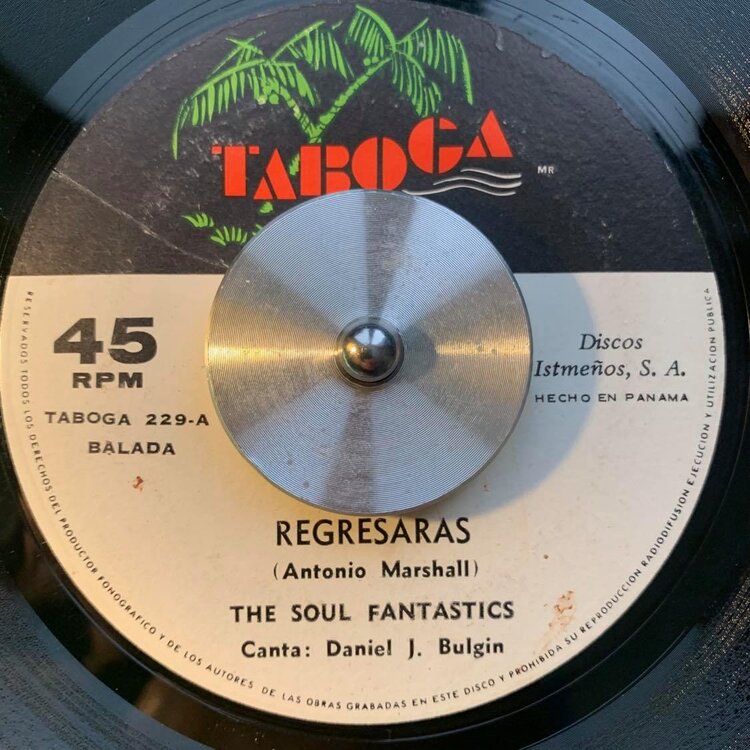 TABOGA
MR
45
RPM
TABOGA 229-A
BALADA
Discos
Istmeños, S. A.
HECHO EN PANAMA
REGRESARAS
(Antonio Marshall)
THE SOUL FANTASTICS
Canta: Daniel J. Bulgin
RESERVADOS TODOS LOS DERECHOS DEL PRODUCTOR FONOGRAFICO Y DE LOS AUTORES DE LAS OBRAS GRABADAS EN ESTE DISCO Y PROHIBIDA SU REPRODUCCION RADIODIFUSION EJECUCION Y UTILIZACION PUBLICA